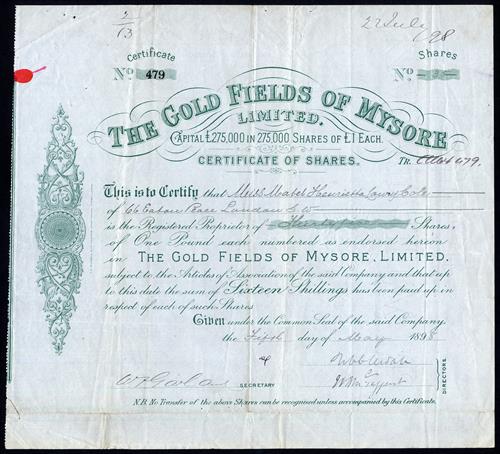 2/13
22 July / 98
Certificate
Shares
No 479
No
THE GOLD FIELDS OF MYSORE
LIMITED.
CAPITAL £275,000 IN 275,000 SHARES OF £1 EACH.
CERTIFICATE OF SHARES.
TR. 479.
This is to Certify that Miss Mabel Henrietta Lowry Cole
of 66 Eaton Place London SW
is the Registered Proprietor of Shares,
of One Pound each numbered as endorsed hereon
in THE GOLD FIELDS OF MYSORE, LIMITED.
subject to the Articles of Association of the said Company and that up
to this date the sum of Sixteen Shillings has been paid up in
respect of each of such Shares
Given under the Common Seal of the said Company,
the Fifth day of May 1898
SECRETARY
DIRECTORS
N.B. No Transfer of the above Shares can be recognised unless accompanied by this Certificate.